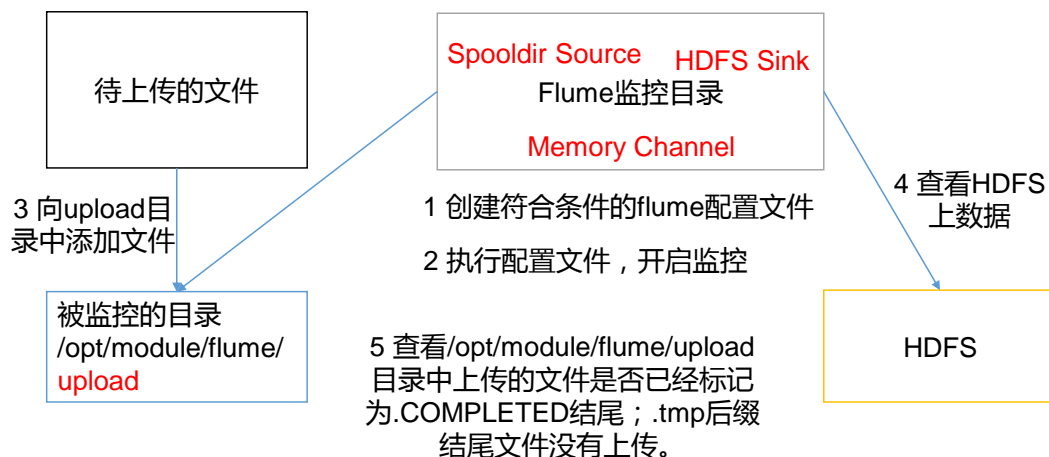 待上传的文件
Spooldir Source
HDFS Sink
Flume监控目录
Memory Channel
3 向upload目
录中添加文件
1 创建符合条件的flume配置文件
2 执行配置文件，开启监控
4 查看HDFS
上数据
被监控的目录
/opt/module/flume/
upload
5 查看/opt/module/flume/upload
目录中上传的文件是否已经标记
为.COMPLETED结尾；.tmp后缀
结尾文件没有上传。
HDFS